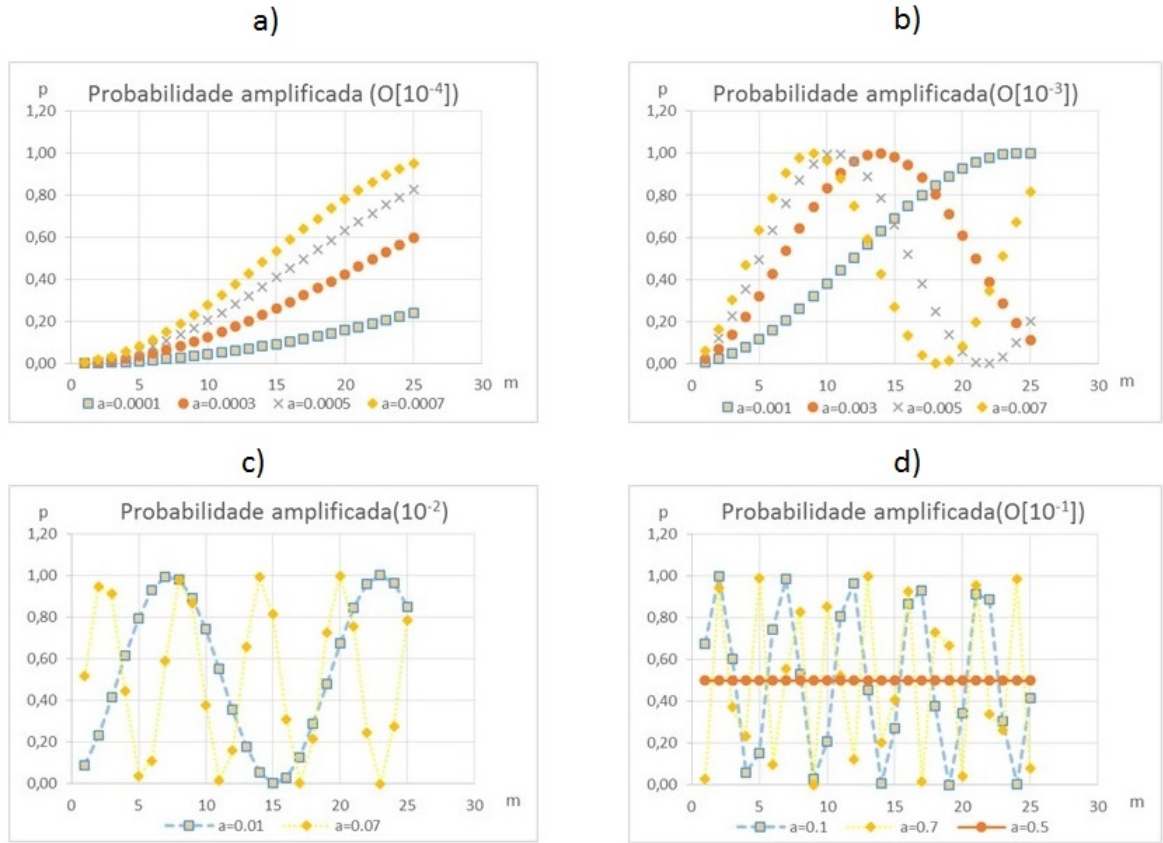 a)
p
Probabilidade amplificada (O[10⁻⁴])
1,20
1,00
0,80
0,60
0,40
0,20
0,00
0 5 10 15 20 25 30 m
a=0.0001 a=0.0003 a=0.0005 a=0.0007
b)
p
Probabilidade amplificada(O[10⁻³])
1,20
1,00
0,80
0,60
0,40
0,20
0,00
0 5 10 15 20 25 30 m
a=0.001 a=0.003 a=0.005 a=0.007
c)
p
Probabilidade amplificada(10⁻²)
1,20
1,00
0,80
0,60
0,40
0,20
0,00
0 5 10 15 20 25 30 m
a=0.01 a=0.07
d)
p
Probabilidade amplificada(O[10⁻¹])
1,20
1,00
0,80
0,60
0,40
0,20
0,00
0 5 10 15 20 25 30 m
a=0.1 a=0.7 a=0.5